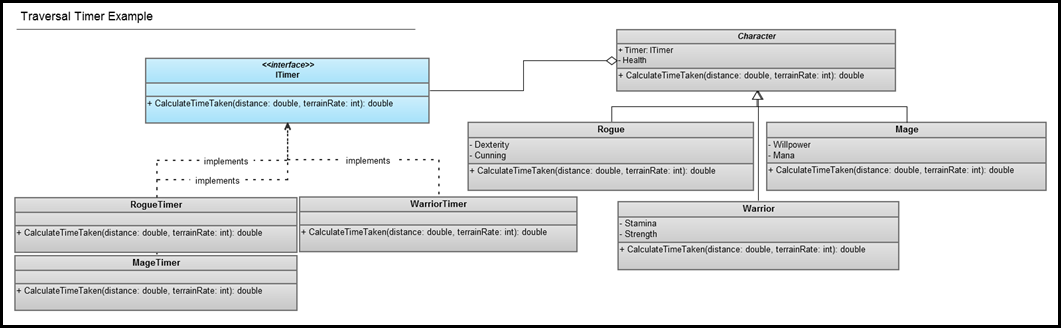 Traversal Timer Example
Character
+ Timer: ITimer
- Health
+ CalculateTimeTaken(distance: double, terrainRate: int): double
<<interface>>
ITimer
+ CalculateTimeTaken(distance: double, terrainRate: int): double
Rogue
- Dexterity
- Cunning
+ CalculateTimeTaken(distance: double, terrainRate: int): double
Mage
- Willpower
- Mana
+ CalculateTimeTaken(distance: double, terrainRate: int): double
implements
implements
implements
RogueTimer
+ CalculateTimeTaken(distance: double, terrainRate: int): double
WarriorTimer
+ CalculateTimeTaken(distance: double, terrainRate: int): double
Warrior
- Stamina
- Strength
+ CalculateTimeTaken(distance: double, terrainRate: int): double
MageTimer
+ CalculateTimeTaken(distance: double, terrainRate: int): double